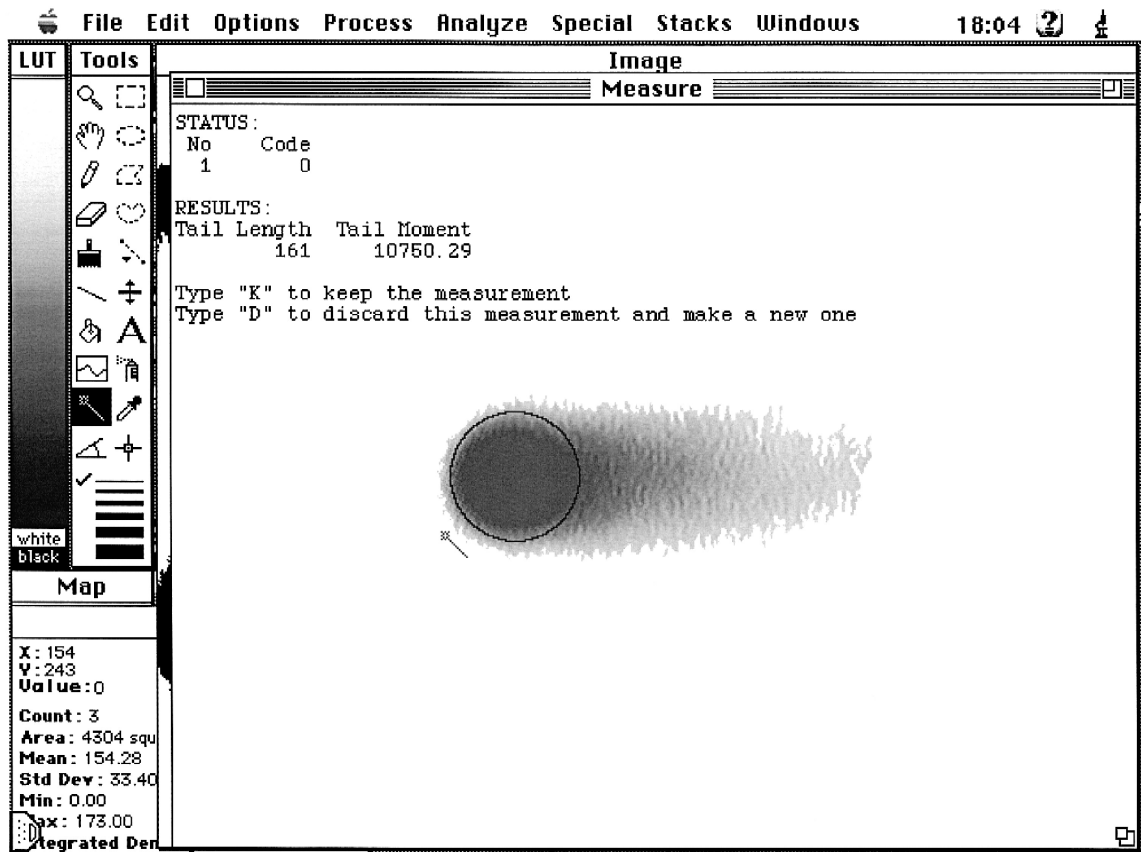 File Edit Options Process Analyze Special Stacks Windows 18:04
LUT Tools Image
Measure
STATUS:
No Code
1 0
RESULTS:
Tail Length Tail Moment
161 10750.29
Type "K" to keep the measurement
Type "D" to discard this measurement and make a new one
white
black
Map
X:154
Y:243
Value:0
Count: 3
Area: 4304 squ
Mean: 154.28
Std Dev: 33.40
Min: 0.00
ax: 173.00
tegrated Den